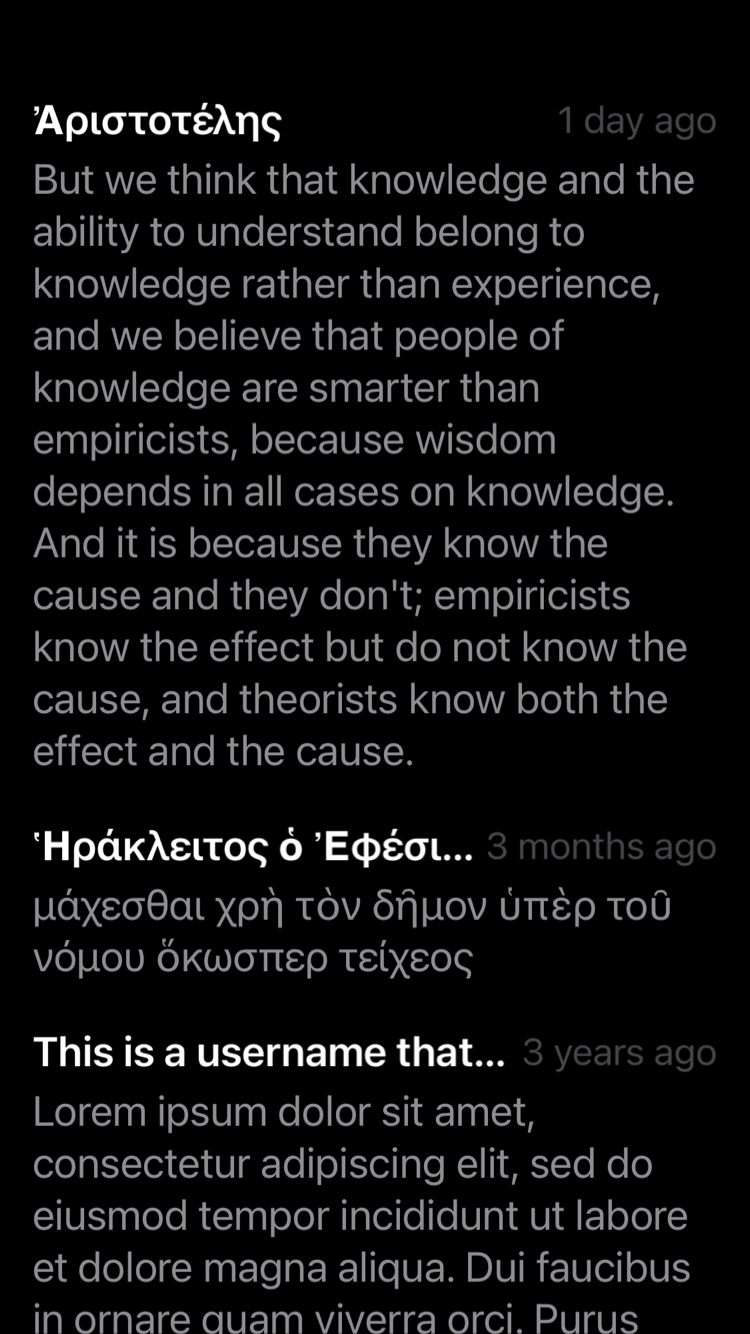 Ἀριστοτέλης 1 day ago
But we think that knowledge and the
ability to understand belong to
knowledge rather than experience,
and we believe that people of
knowledge are smarter than
empiricists, because wisdom
depends in all cases on knowledge.
And it is because they know the
cause and they don't; empiricists
know the effect but do not know the
cause, and theorists know both the
effect and the cause.
Ἡράκλειτος ὁ Ἐφέσι... 3 months ago
μάχεσθαι χρὴ τὸν δῆμον ὑπὲρ τοῦ
νόμου ὅκωσπερ τείχεος
This is a username that... 3 years ago
Lorem ipsum dolor sit amet,
consectetur adipiscing elit, sed do
eiusmod tempor incididunt ut labore
et dolore magna aliqua. Dui faucibus
in ornare quam viverra orci. Purus